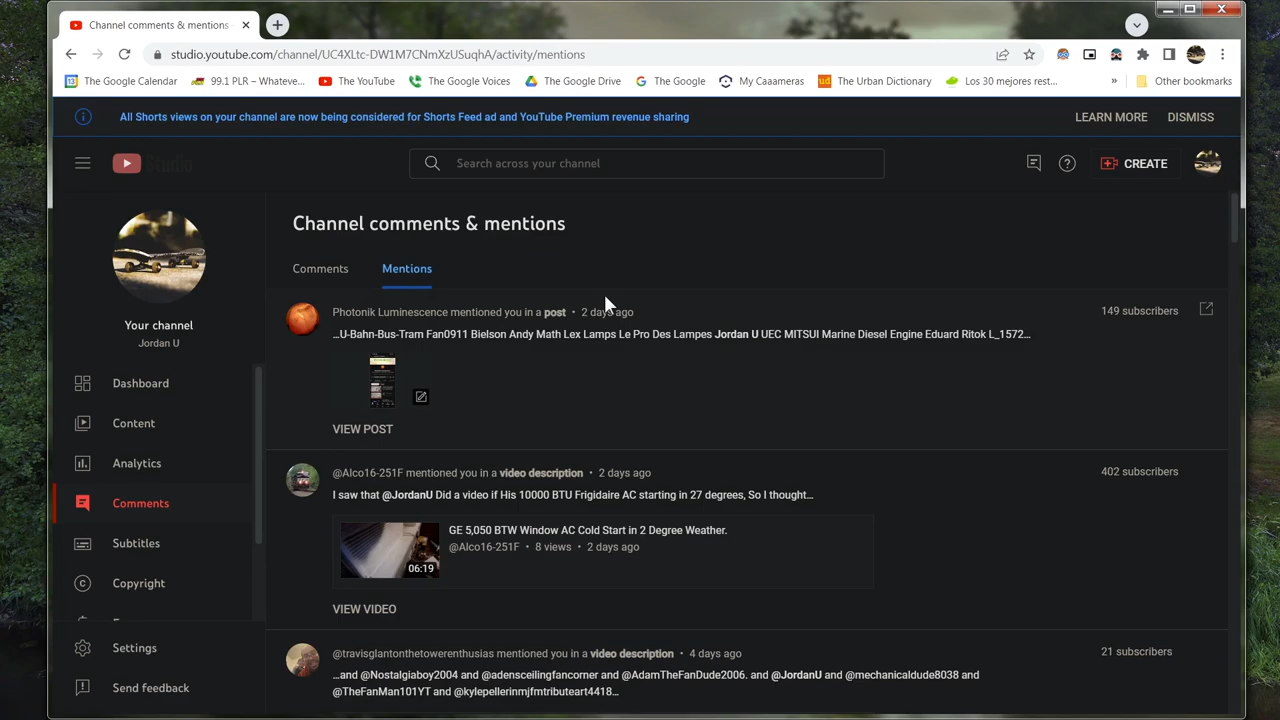 Channel comments & mentions
studio.youtube.com/channel/UC4XLtc-DW1M7CNmXzUSuqhA/activity/mentions
The Google Calendar
99.1 PLR – Whateve...
The YouTube
The Google Voices
The Google Drive
The Google
My Caaameras
The Urban Dictionary
Los 30 mejores rest...
»
Other bookmarks
All Shorts views on your channel are now being considered for Shorts Feed ad and YouTube Premium revenue sharing
LEARN MORE
DISMISS
Studio
Search across your channel
CREATE
Your channel
Jordan U
Dashboard
Content
Analytics
Comments
Subtitles
Copyright
Settings
Send feedback
Channel comments & mentions
Comments
Mentions
Photonik Luminescence mentioned you in a post • 2 days ago
149 subscribers
...U-Bahn-Bus-Tram Fan0911 Bielson Andy Math Lex Lamps Le Pro Des Lampes Jordan U UEC MITSUI Marine Diesel Engine Eduard Ritok L_1572...
VIEW POST
@Alco16-251F mentioned you in a video description • 2 days ago
402 subscribers
I saw that @JordanU Did a video if His 10000 BTU Frigidaire AC starting in 27 degrees, So I thought...
GE 5,050 BTW Window AC Cold Start in 2 Degree Weather.
@Alco16-251F • 8 views • 2 days ago
06:19
VIEW VIDEO
@travisglantonthetowerenthusias mentioned you in a video description • 4 days ago
21 subscribers
...and @Nostalgiaboy2004 and @adensceilingfancorner and @AdamTheFanDude2006. and @JordanU and @mechanicaldude8038 and
@TheFanMan101YT and @kylepellerinmjfmtributeart4418...